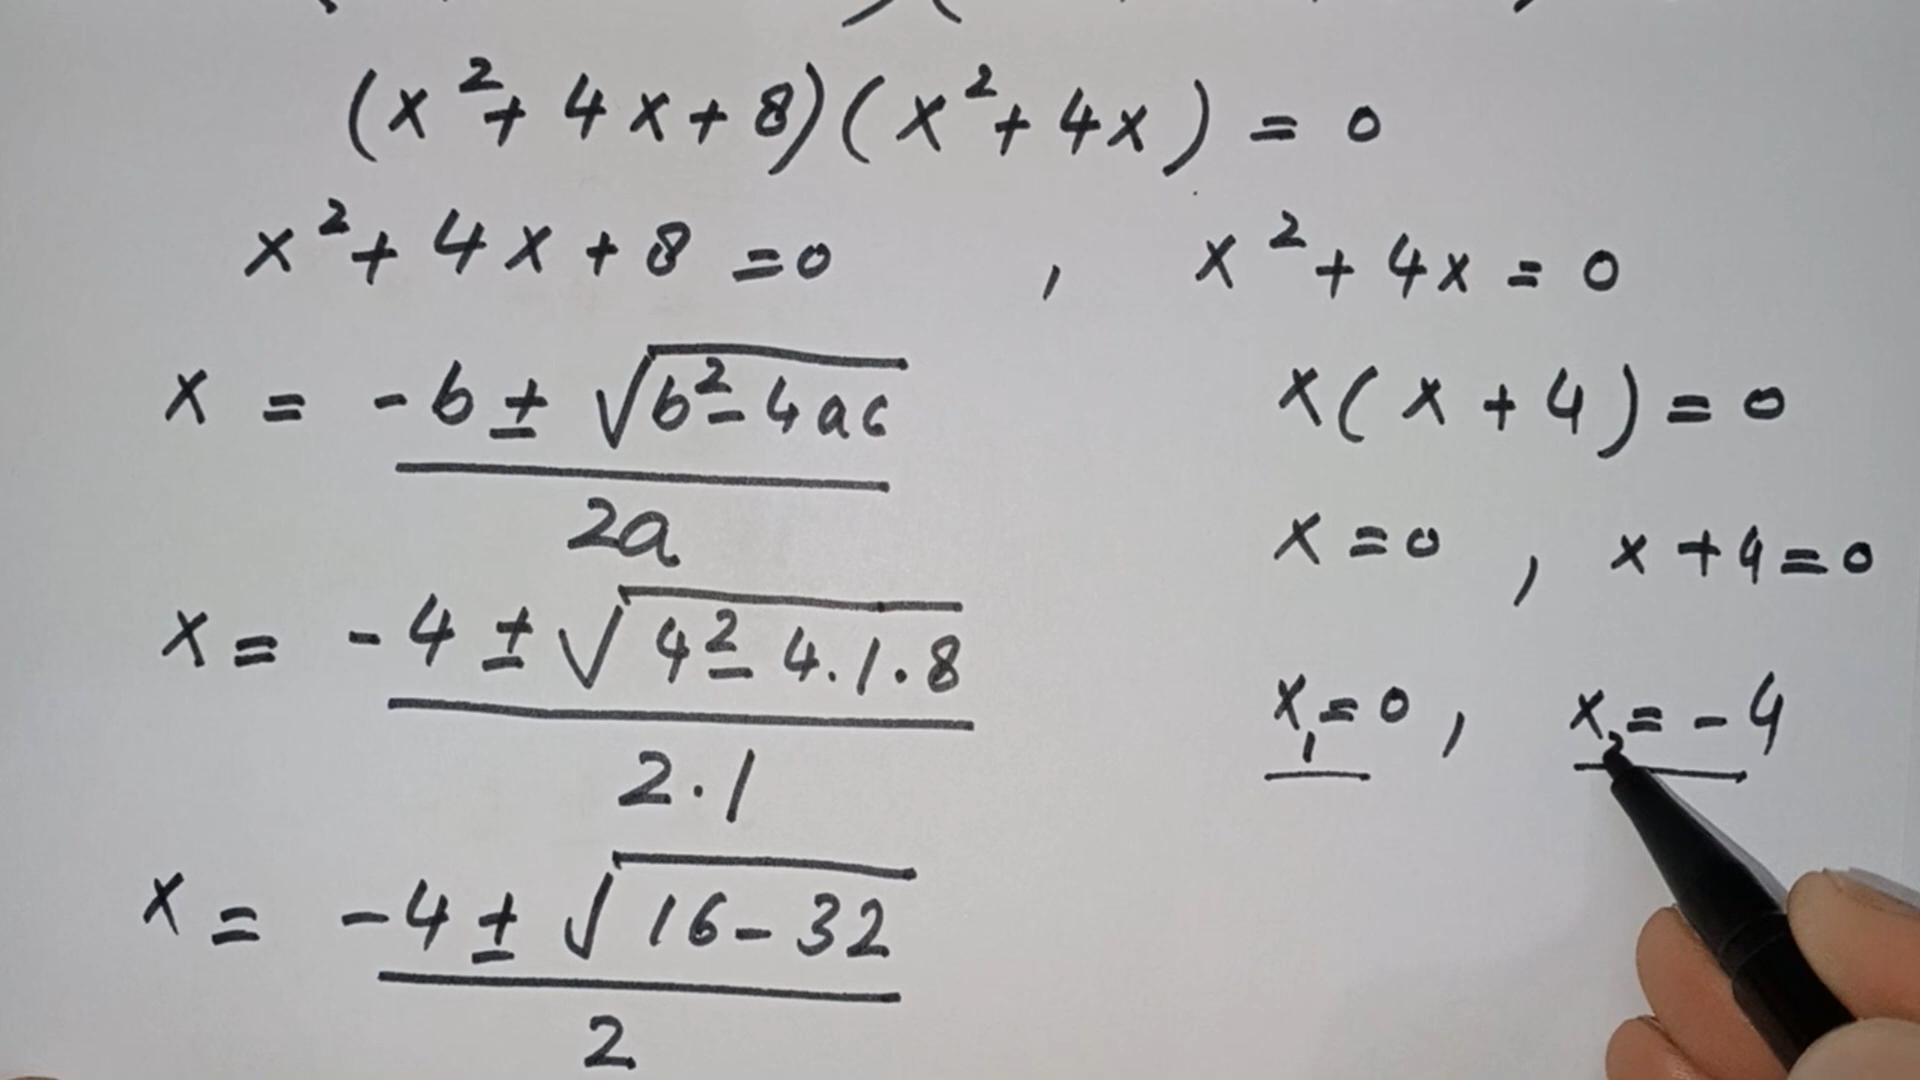 (x²+ 4x+8)(x²+4x) = 0
x²+ 4x+8 =0 , x²+4x = 0
x = -b ± √(b²-4ac) / 2a
x(x+4)=0
x=0 , x+4=0
x = -4 ± √(4²-4.1.8) / 2.1
x₁=0 , x₂=-4
x = -4 ± √(16-32) / 2